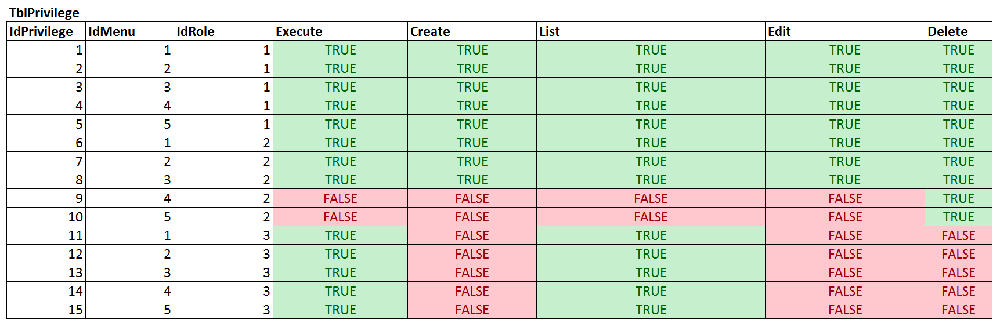 TblPrivilege
IdPrivilege IdMenu IdRole Execute Create List Edit Delete
1 1 1 TRUE TRUE TRUE TRUE TRUE
2 2 1 TRUE TRUE TRUE TRUE TRUE
3 3 1 TRUE TRUE TRUE TRUE TRUE
4 4 1 TRUE TRUE TRUE TRUE TRUE
5 5 1 TRUE TRUE TRUE TRUE TRUE
6 1 2 TRUE TRUE TRUE TRUE TRUE
7 2 2 TRUE TRUE TRUE TRUE TRUE
8 3 2 TRUE TRUE TRUE TRUE TRUE
9 4 2 FALSE FALSE FALSE FALSE TRUE
10 5 2 FALSE FALSE FALSE FALSE TRUE
11 1 3 TRUE FALSE TRUE FALSE FALSE
12 2 3 TRUE FALSE TRUE FALSE FALSE
13 3 3 TRUE FALSE TRUE FALSE FALSE
14 4 3 TRUE FALSE TRUE FALSE FALSE
15 5 3 TRUE FALSE TRUE FALSE FALSE